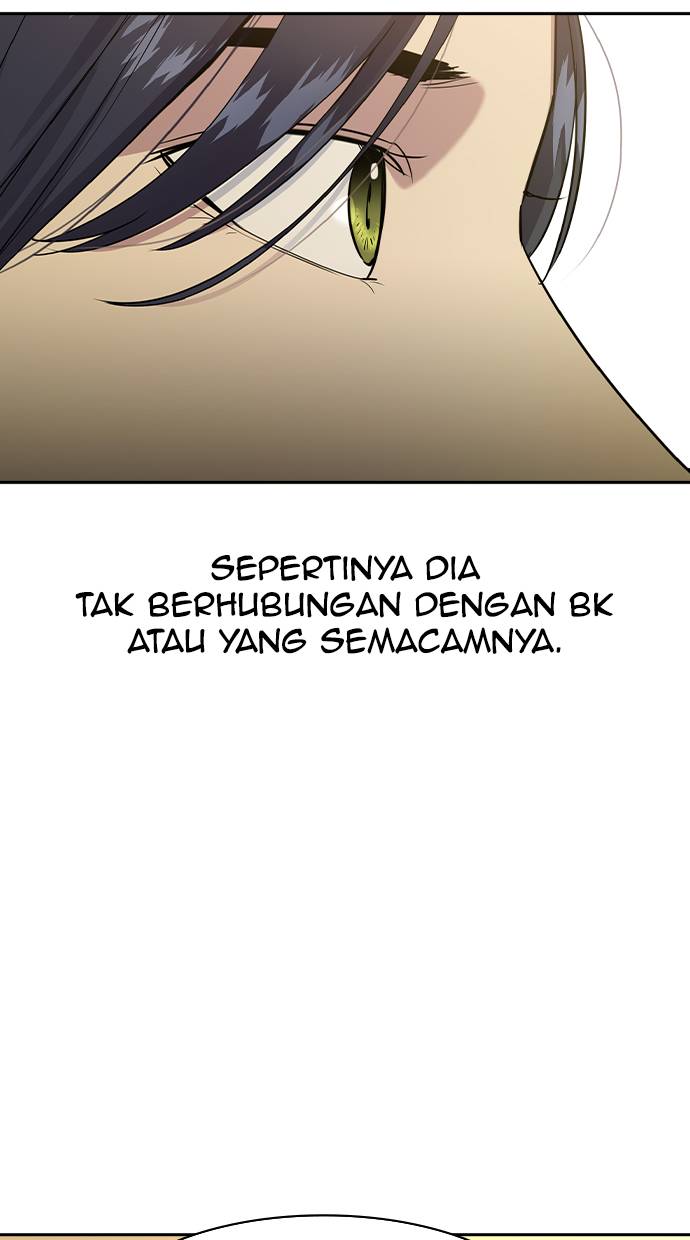 SEPERTINYA DIA
TAK BERHUBUNGAN DENGAN BK
ATAU YANG SEMACAMNYA.